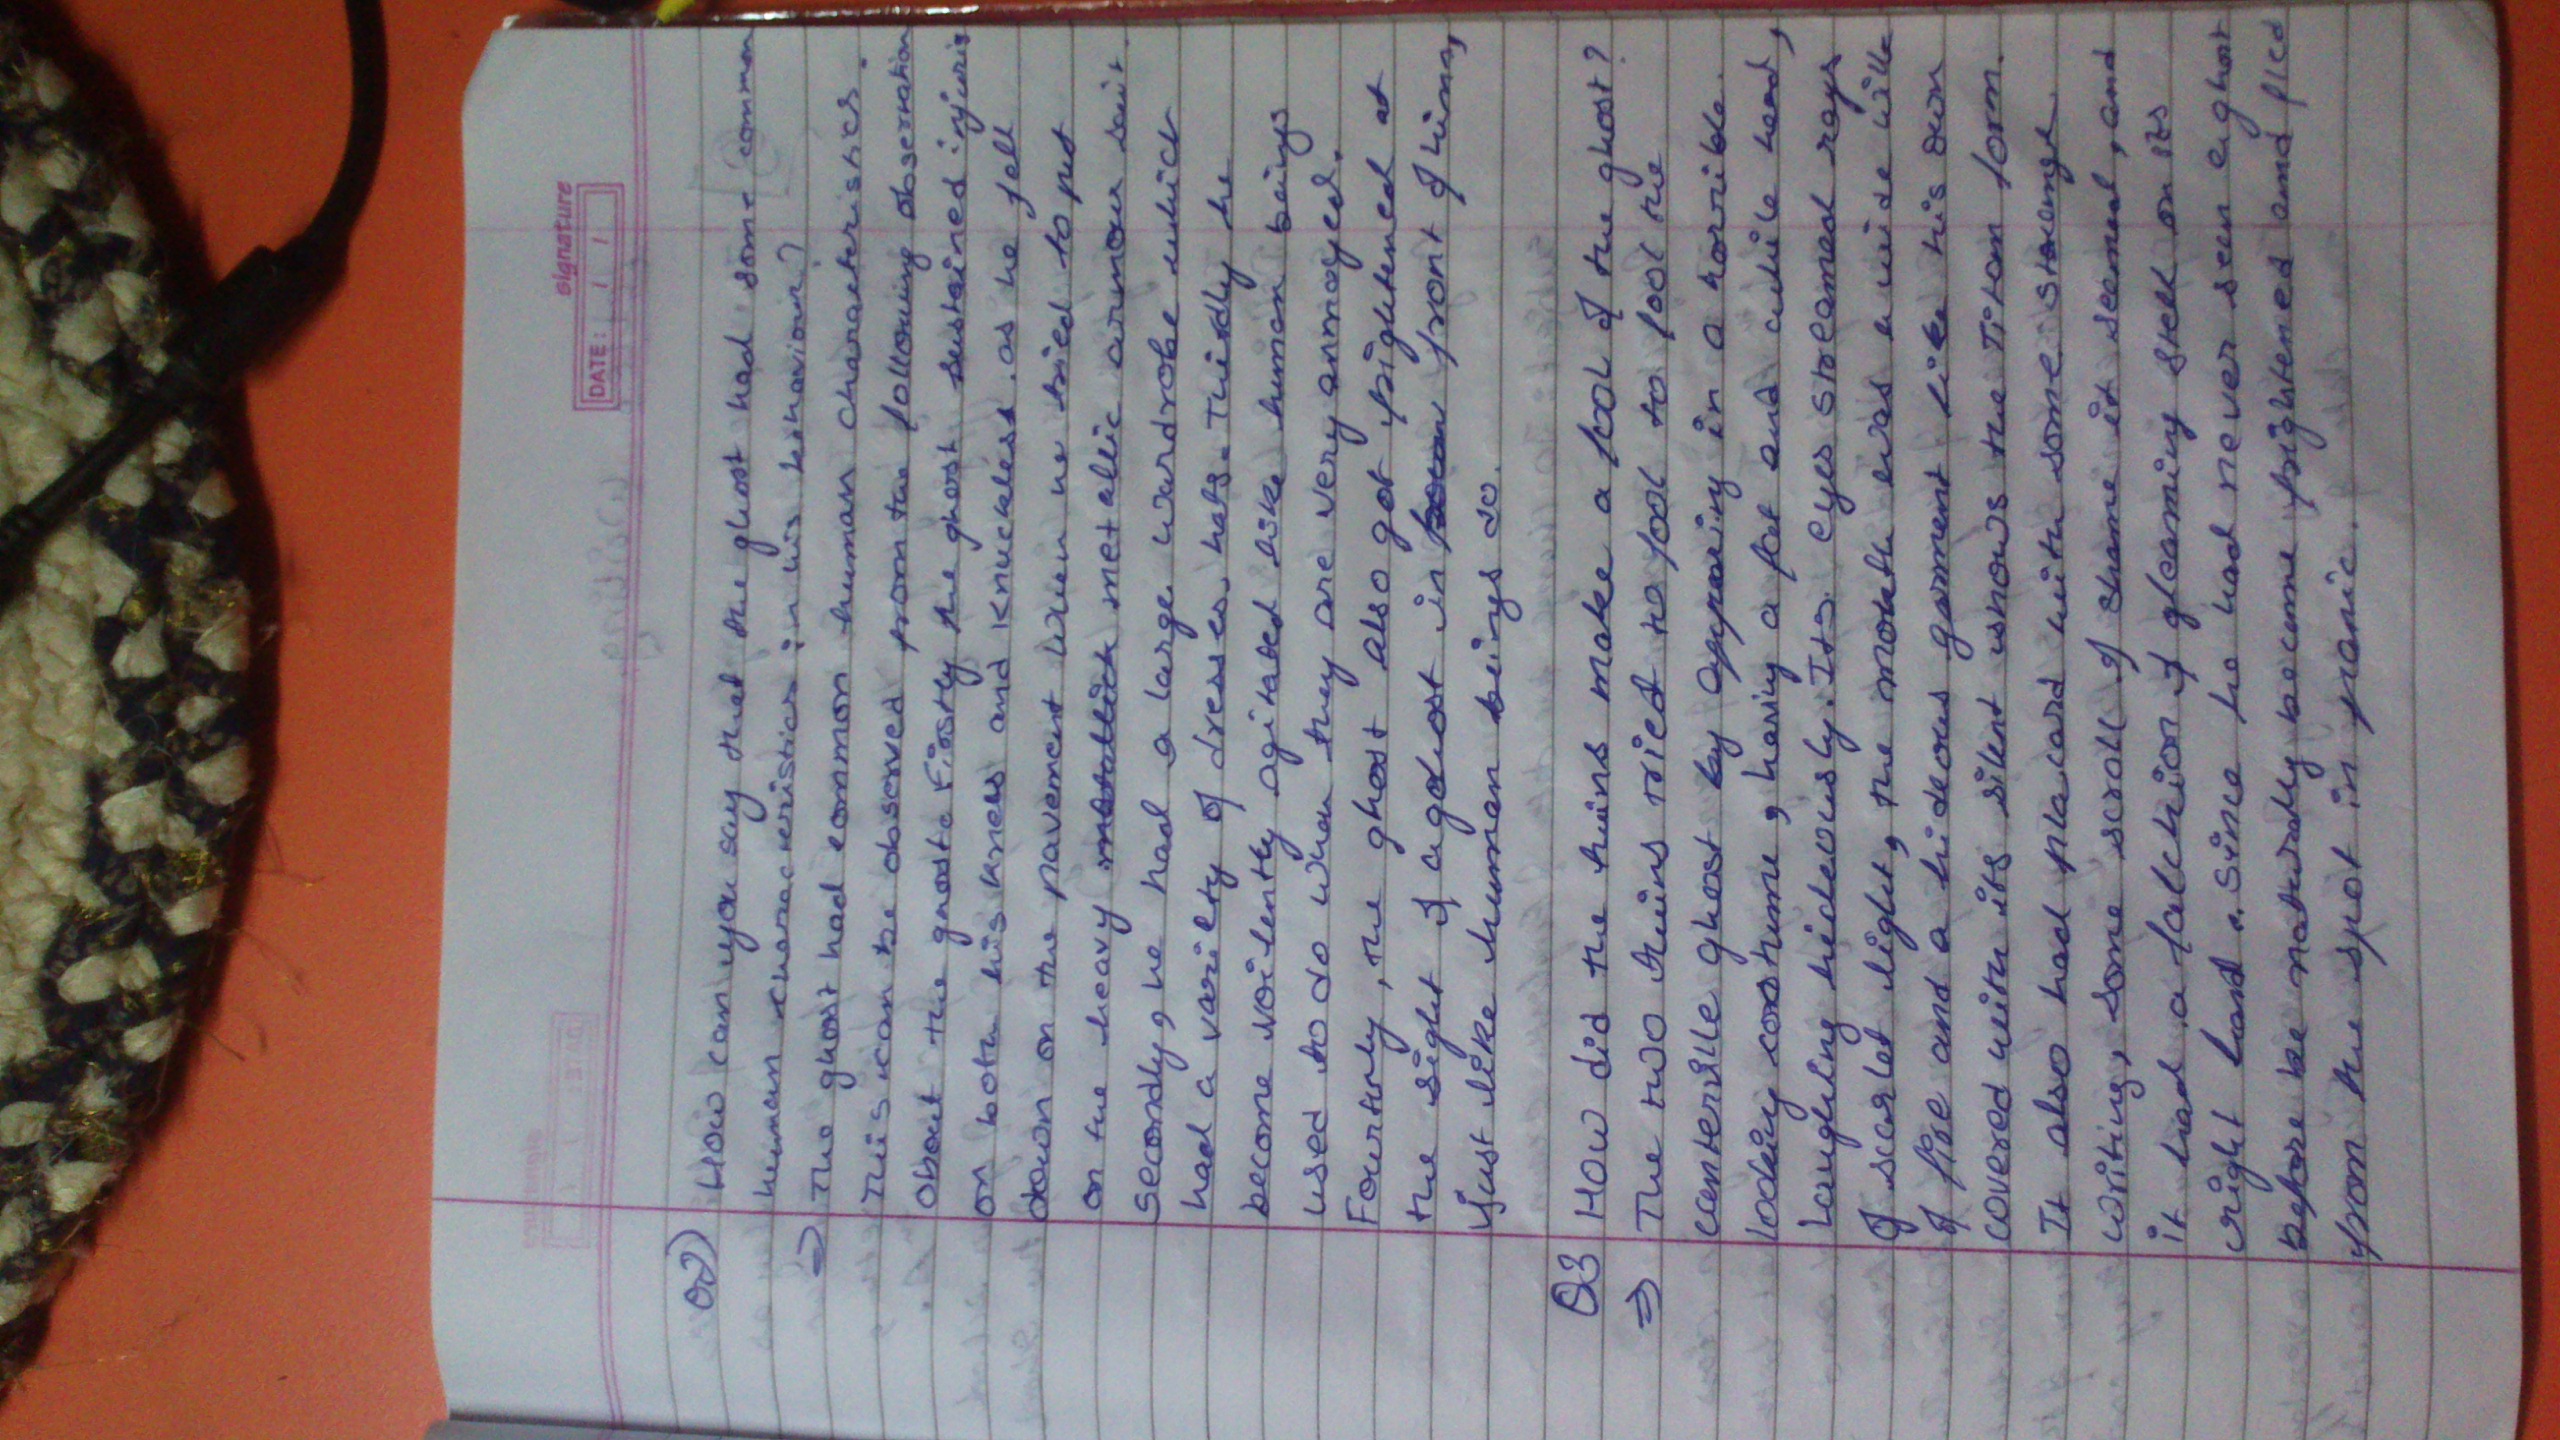 signature
DATE: / /
Q2) How can you say that the ghost had some common
human characteristics in his behaviour?
⇒ The ghost had common human characteristics.
This can be observed from the following observation
about the ghost. Firstly the ghost sustained injuris
on both his knees and knuckless. as he fell
down on the pavement when he tried to put
on the heavy metallic armour suit.
Secondly, he had a large wardrobe which
had a variety of dresses, hats. Thirdly the
become voilently agitated like human beings
used to do when they are very annoyed.
Fourthly, the ghost also got frightened at
the sight of a ghost in front of him,
just like human beings do.
Q3 How did the twins make a fool of the ghost?
⇒ The two twins tried to fool to fool the
canterville ghost by appearing in a horrible.
looking costume, having a fat and white head,
Laughing hideously. Its eyes streamed rays
of scarlet light, the mouth was a wide will
of fire and a hideous garment like his own
covered with its silent snows the Titan form.
It also had placard with some strange
writing, some scroll of shame it seemed, and
it had a falchion of gleaming steel on its
right hand. Since he had never seen a ghost
before he naturally became frightened and fled
from the spot in panic.